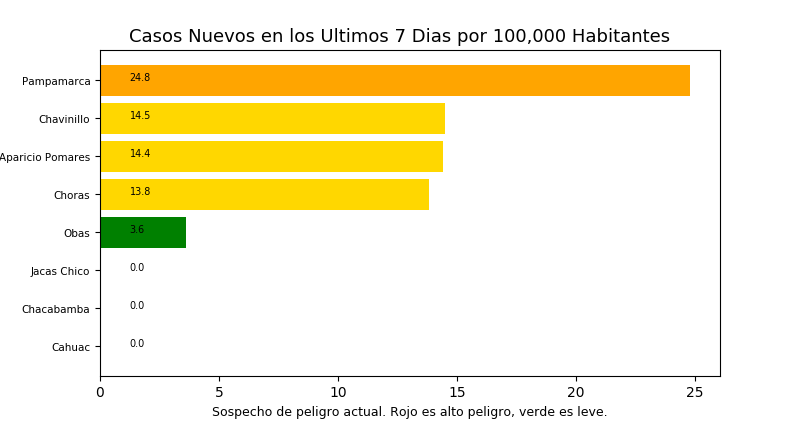 Casos Nuevos en los Ultimos 7 Dias por 100,000 Habitantes
Pampamarca 24.8
Chavinillo 14.5
Aparicio Pomares 14.4
Choras 13.8
Obas 3.6
Jacas Chico 0.0
Chacabamba 0.0
Cahuac 0.0
0 5 10 15 20 25
Sospecho de peligro actual. Rojo es alto peligro, verde es leve.